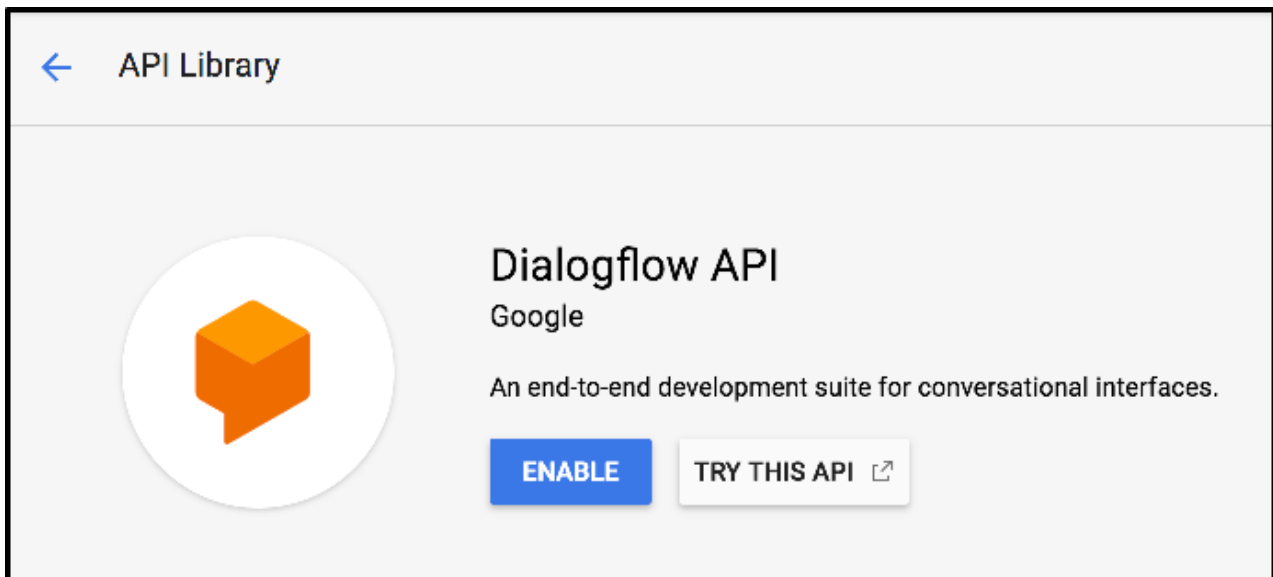 API Library
Dialogflow API
Google
An end-to-end development suite for conversational interfaces.
ENABLE
TRY THIS API